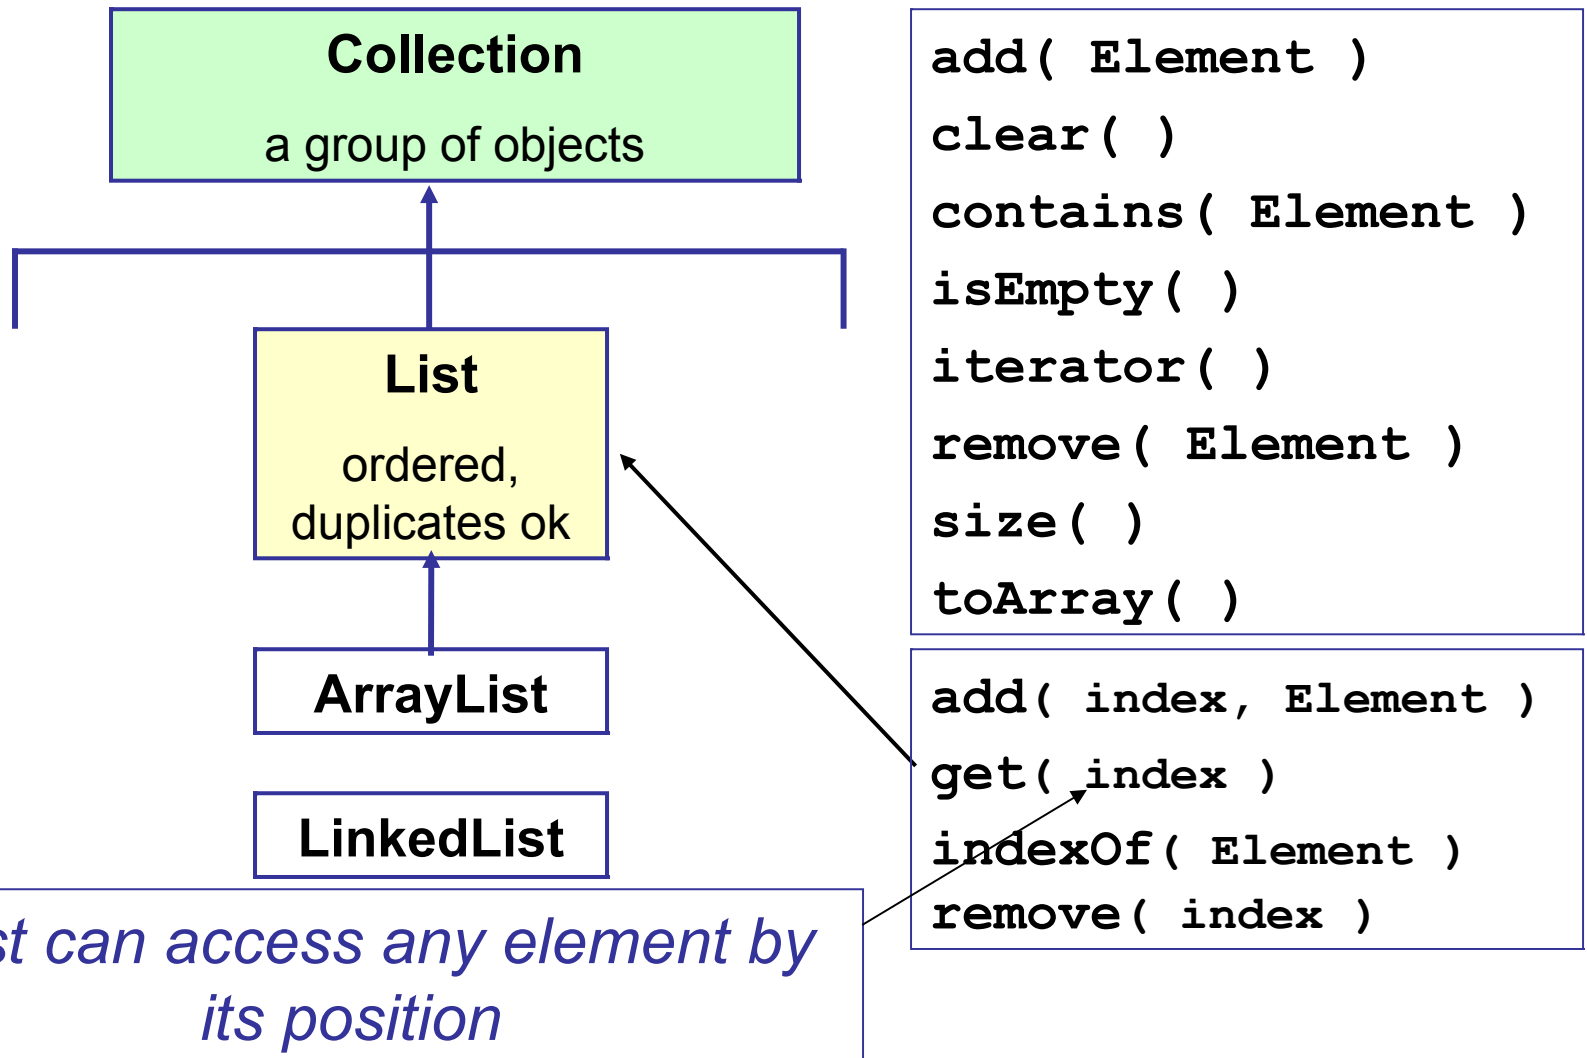 Collection
a group of objects
List
ordered,
duplicates ok
ArrayList
LinkedList
can access any element by
its position
add( Element )
clear( )
contains( Element )
isEmpty( )
iterator( )
remove( Element )
size( )
toArray( )
add( index, Element )
get( index )
indexOf( Element )
remove( index )